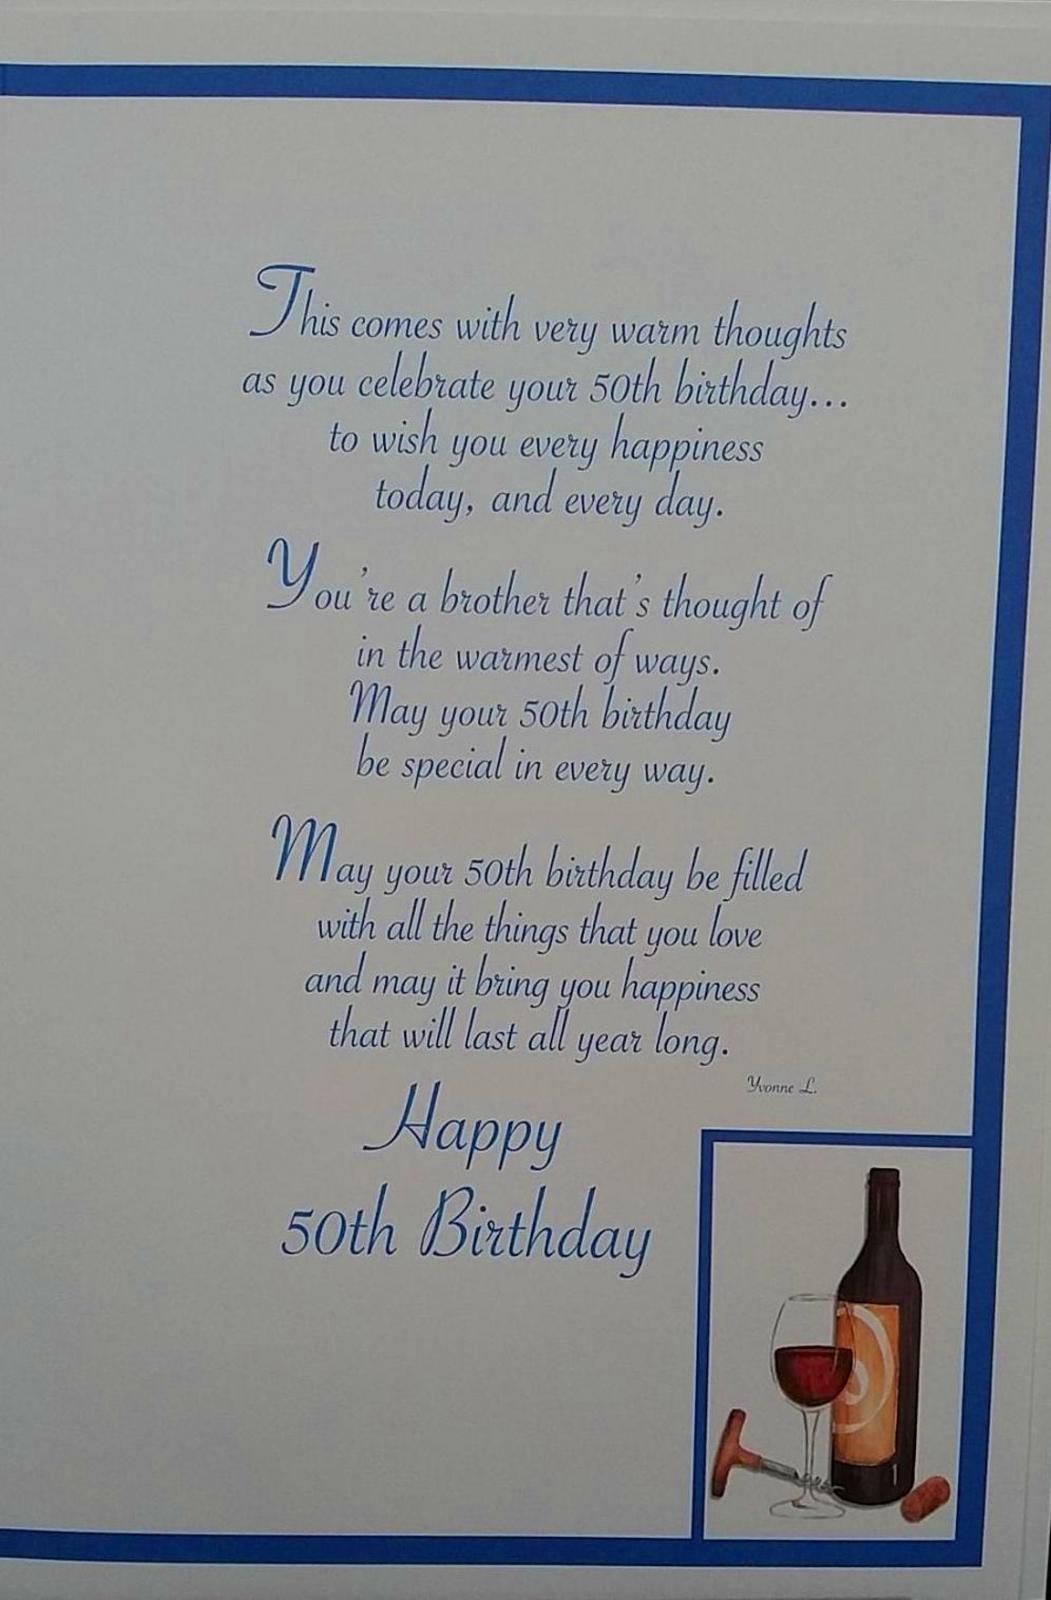 This comes with very warm thoughts
as you celebrate your 50th birthday...
to wish you every happiness
today, and every day.
You're a brother that's thought of
in the warmest of ways.
May your 50th birthday
be special in every way.
May your 50th birthday be filled
with all the things that you love
and may it bring you happiness
that will last all year long.
Yvonne L.
Happy
50th Birthday